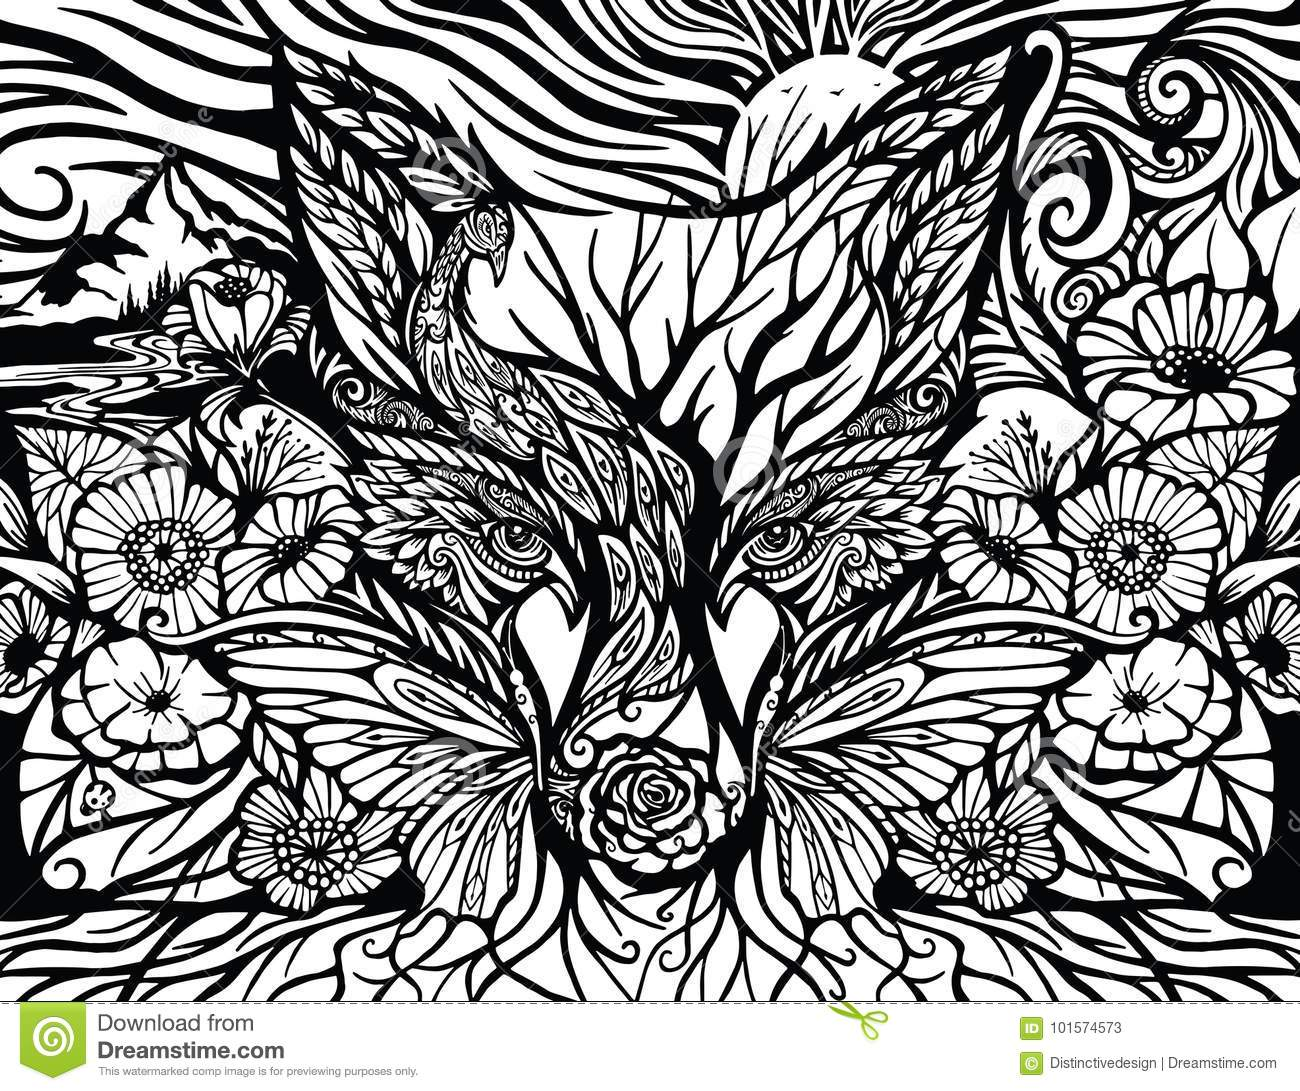 Download from
Dreamstime.com
This watermarked comp image is for previewing purposes only.
ID 101574573
© Distinctivedesign | Dreamstime.com